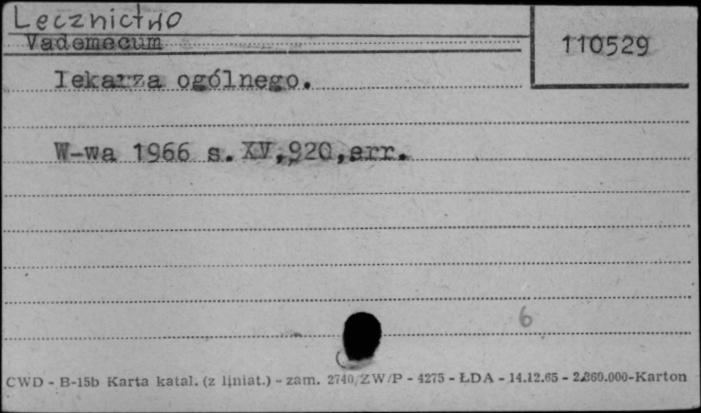 Lecznictwo
Vademecum
110529
lekarza ogólnego.
W-wa 1966 s. XV,920,err.
6
CWD - B-15b Karta katal. (z liniat.) - zam. 2740/ZW/P - 4275 - ŁDA - 14.12.65 - 2.860.000-Karton